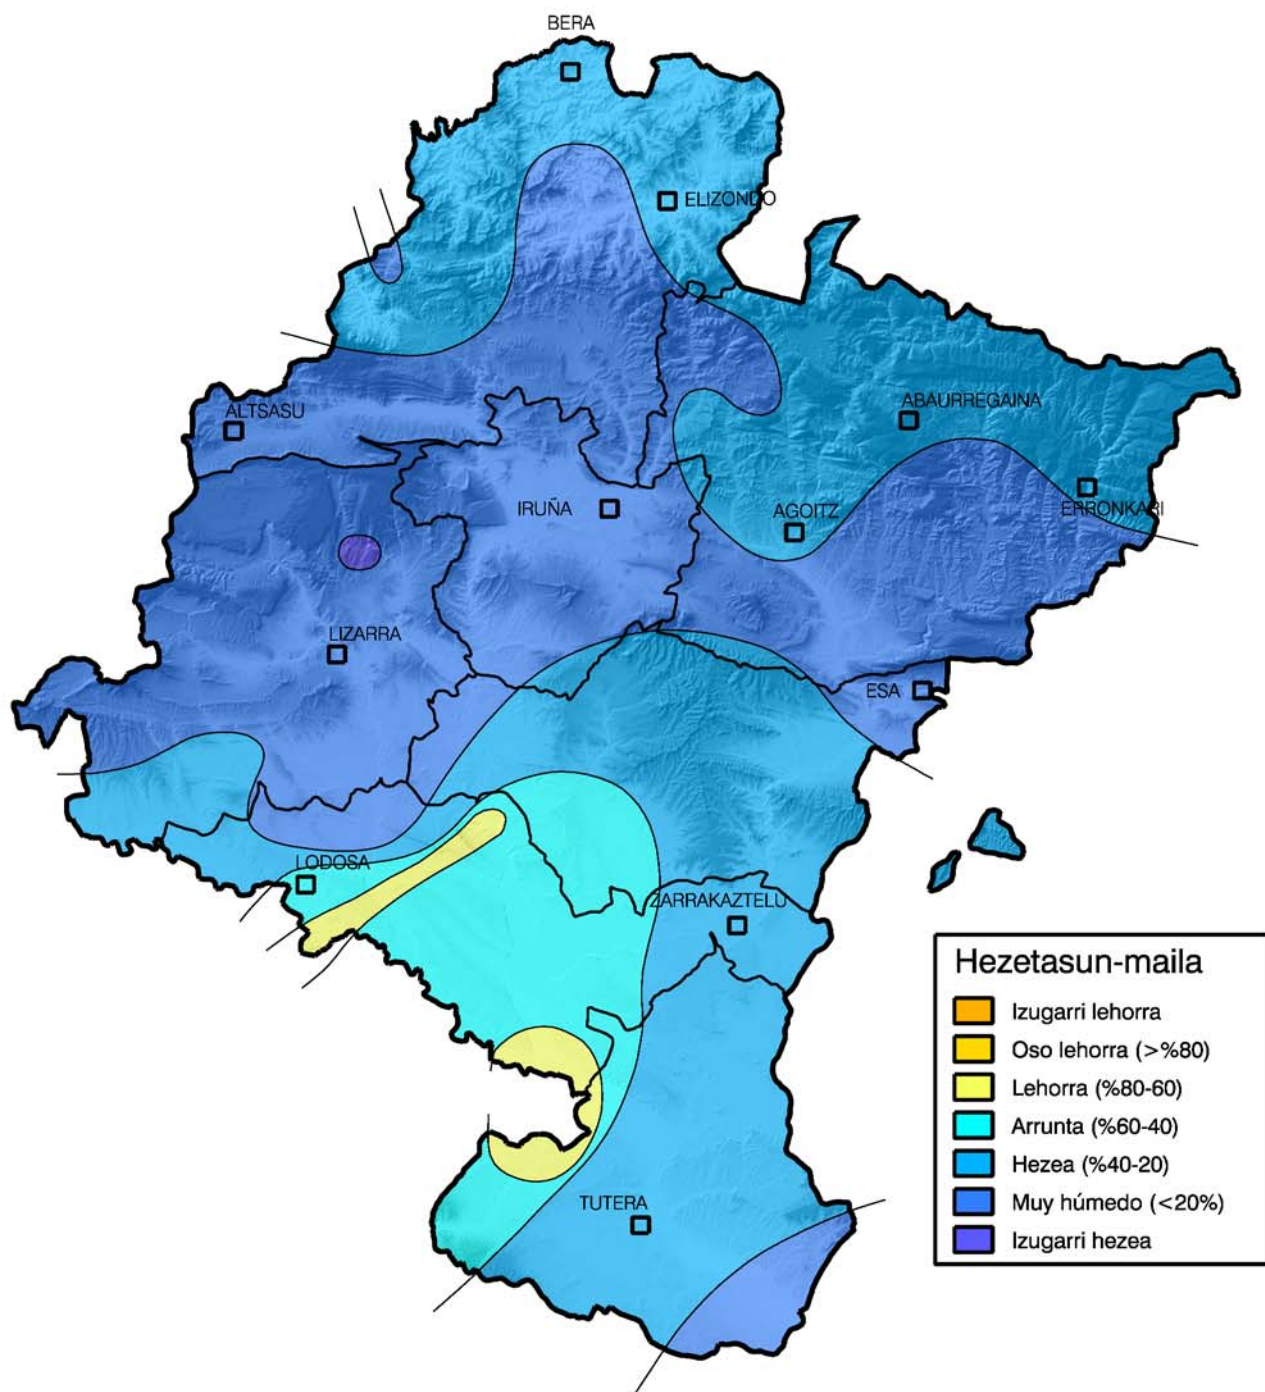 BERA
ELIZONDO
ALTSASU
ABAURREGAINA
IRUÑA
AGOITZ
ERRONKARI
LIZARRA
ESA
LODOSA
ZARRAKAZTELU
TUTERA
Hezetasun-maila
Izugarri lehorra
Oso lehorra (>%80)
Lehorra (%80-60)
Arrunta (%60-40)
Hezea (%40-20)
Muy húmedo (<20%)
Izugarri hezea